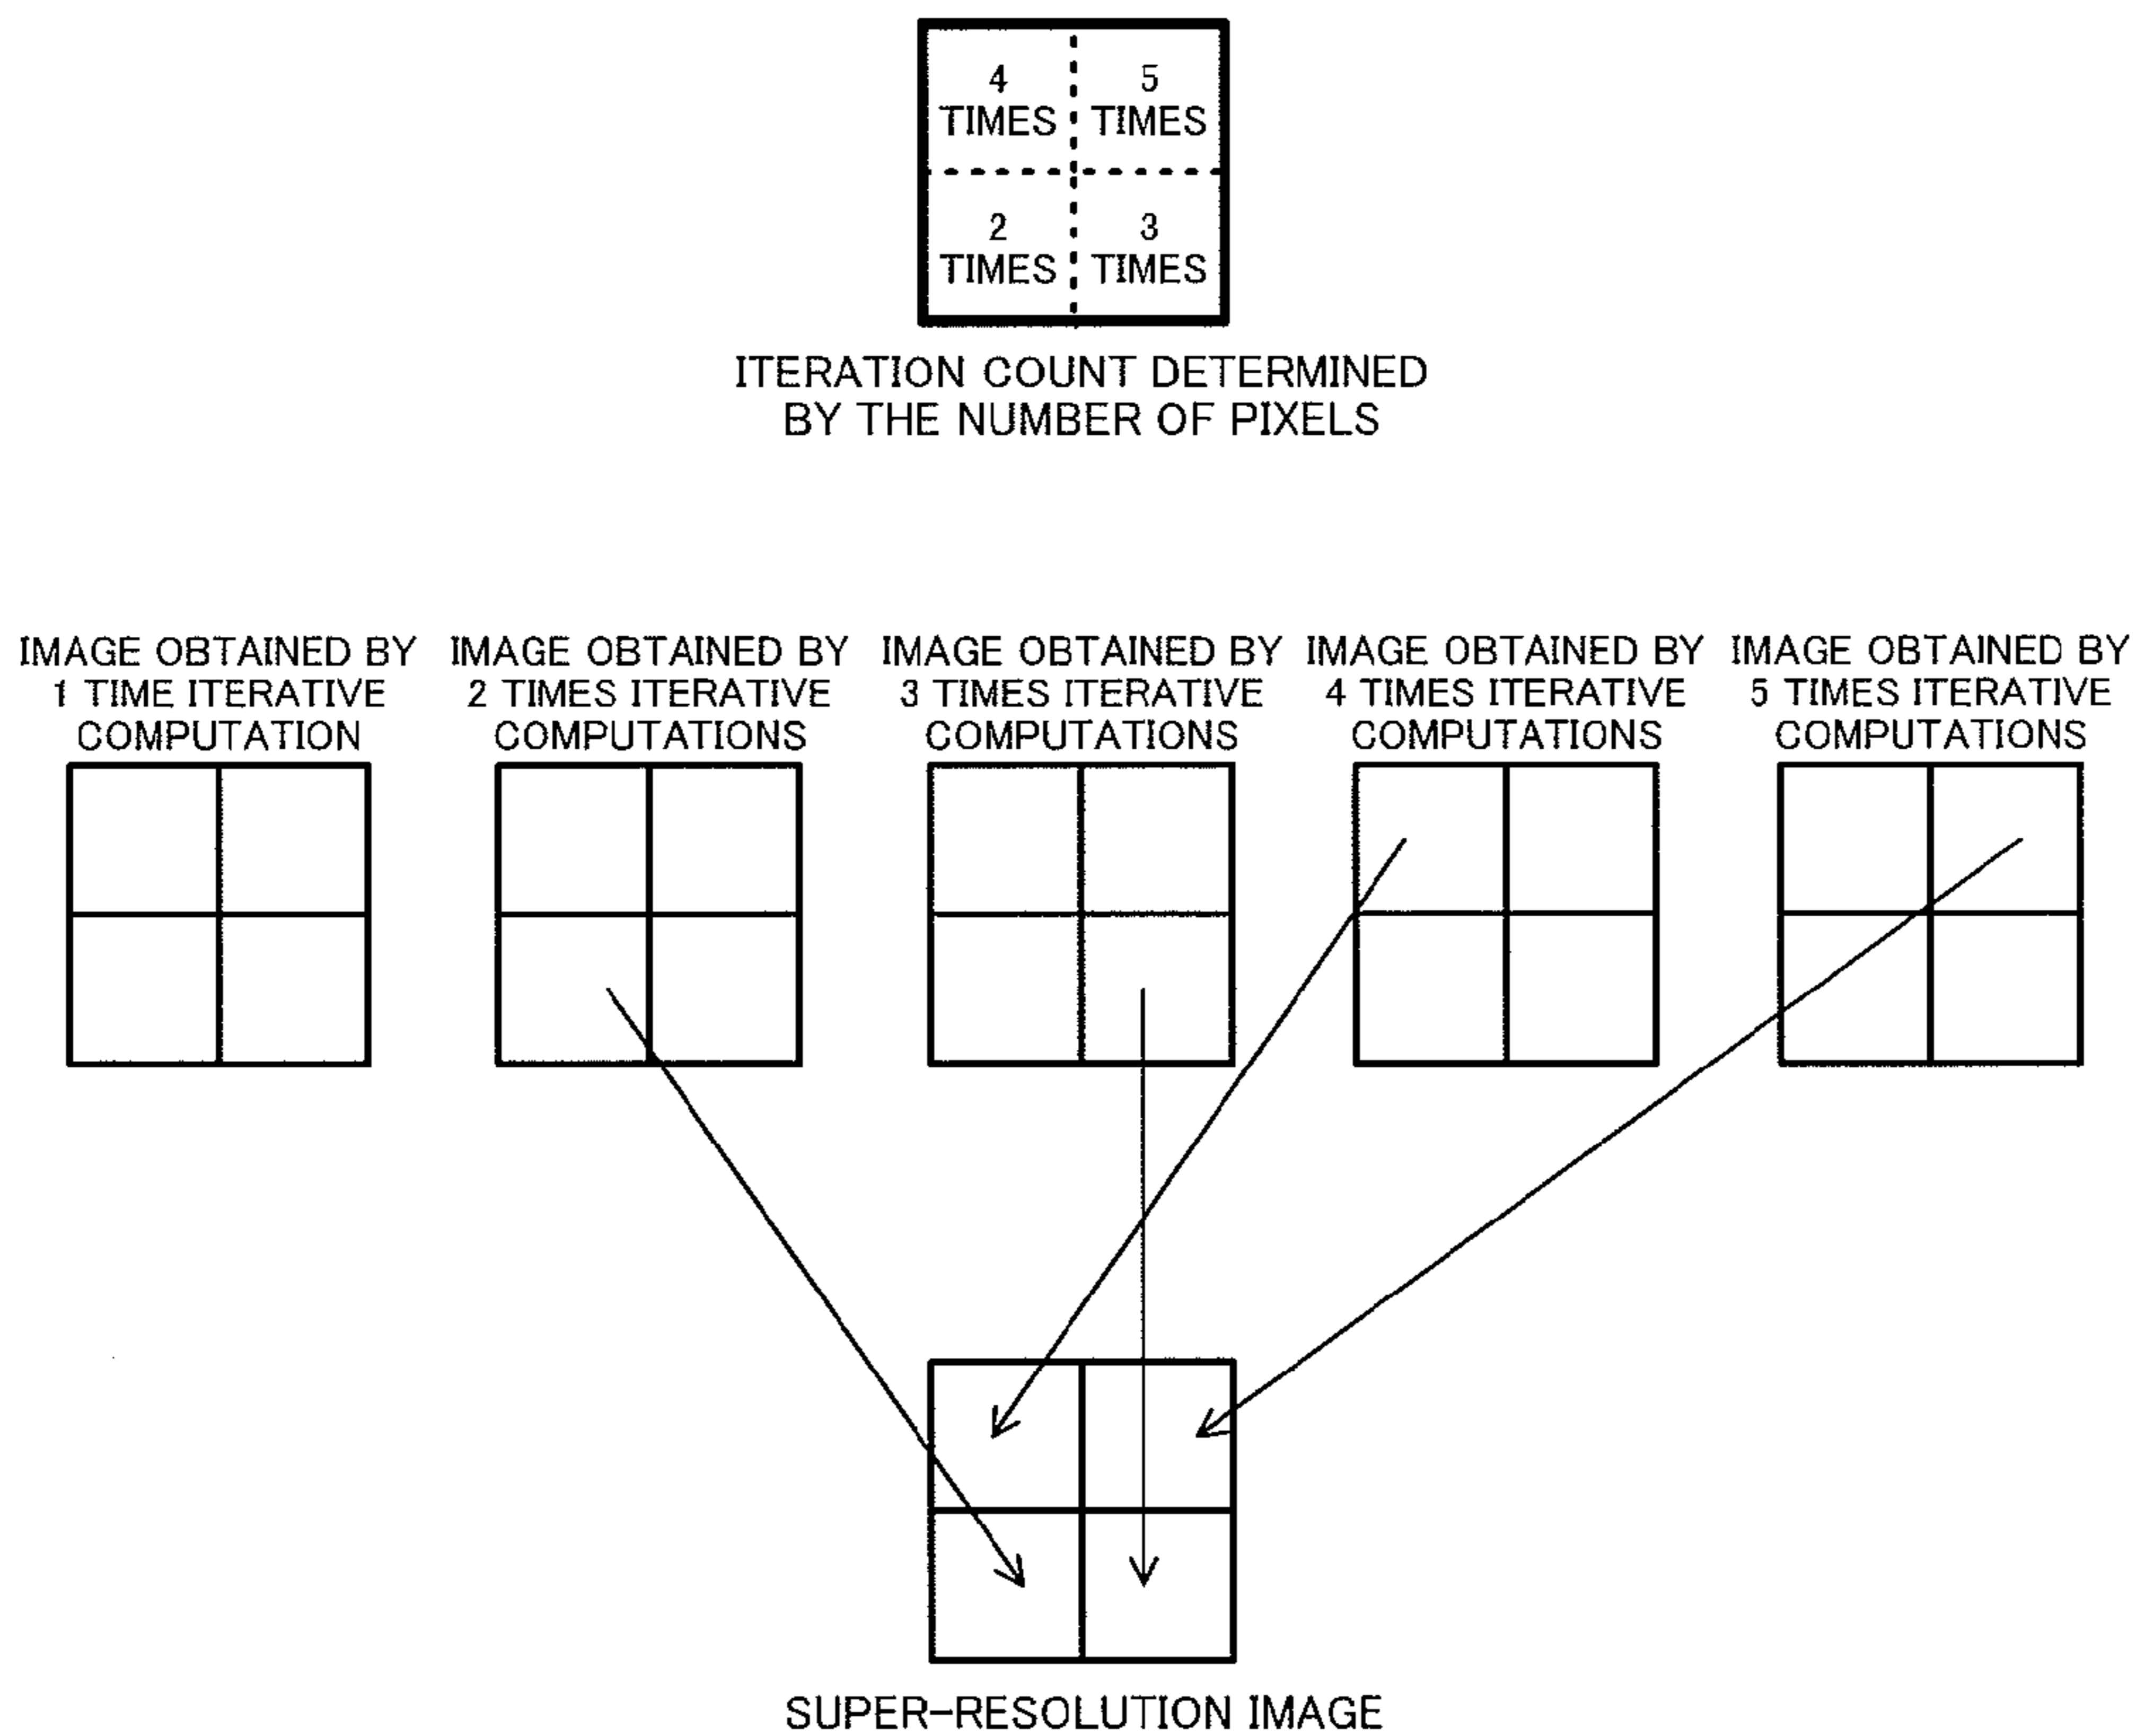 4 5
TIMES TIMES
2 3
TIMES TIMES
ITERATION COUNT DETERMINED
BY THE NUMBER OF PIXELS
IMAGE OBTAINED BY
1 TIME ITERATIVE
COMPUTATION
IMAGE OBTAINED BY
2 TIMES ITERATIVE
COMPUTATIONS
IMAGE OBTAINED BY
3 TIMES ITERATIVE
COMPUTATIONS
IMAGE OBTAINED BY
4 TIMES ITERATIVE
COMPUTATIONS
IMAGE OBTAINED BY
5 TIMES ITERATIVE
COMPUTATIONS
SUPER-RESOLUTION IMAGE